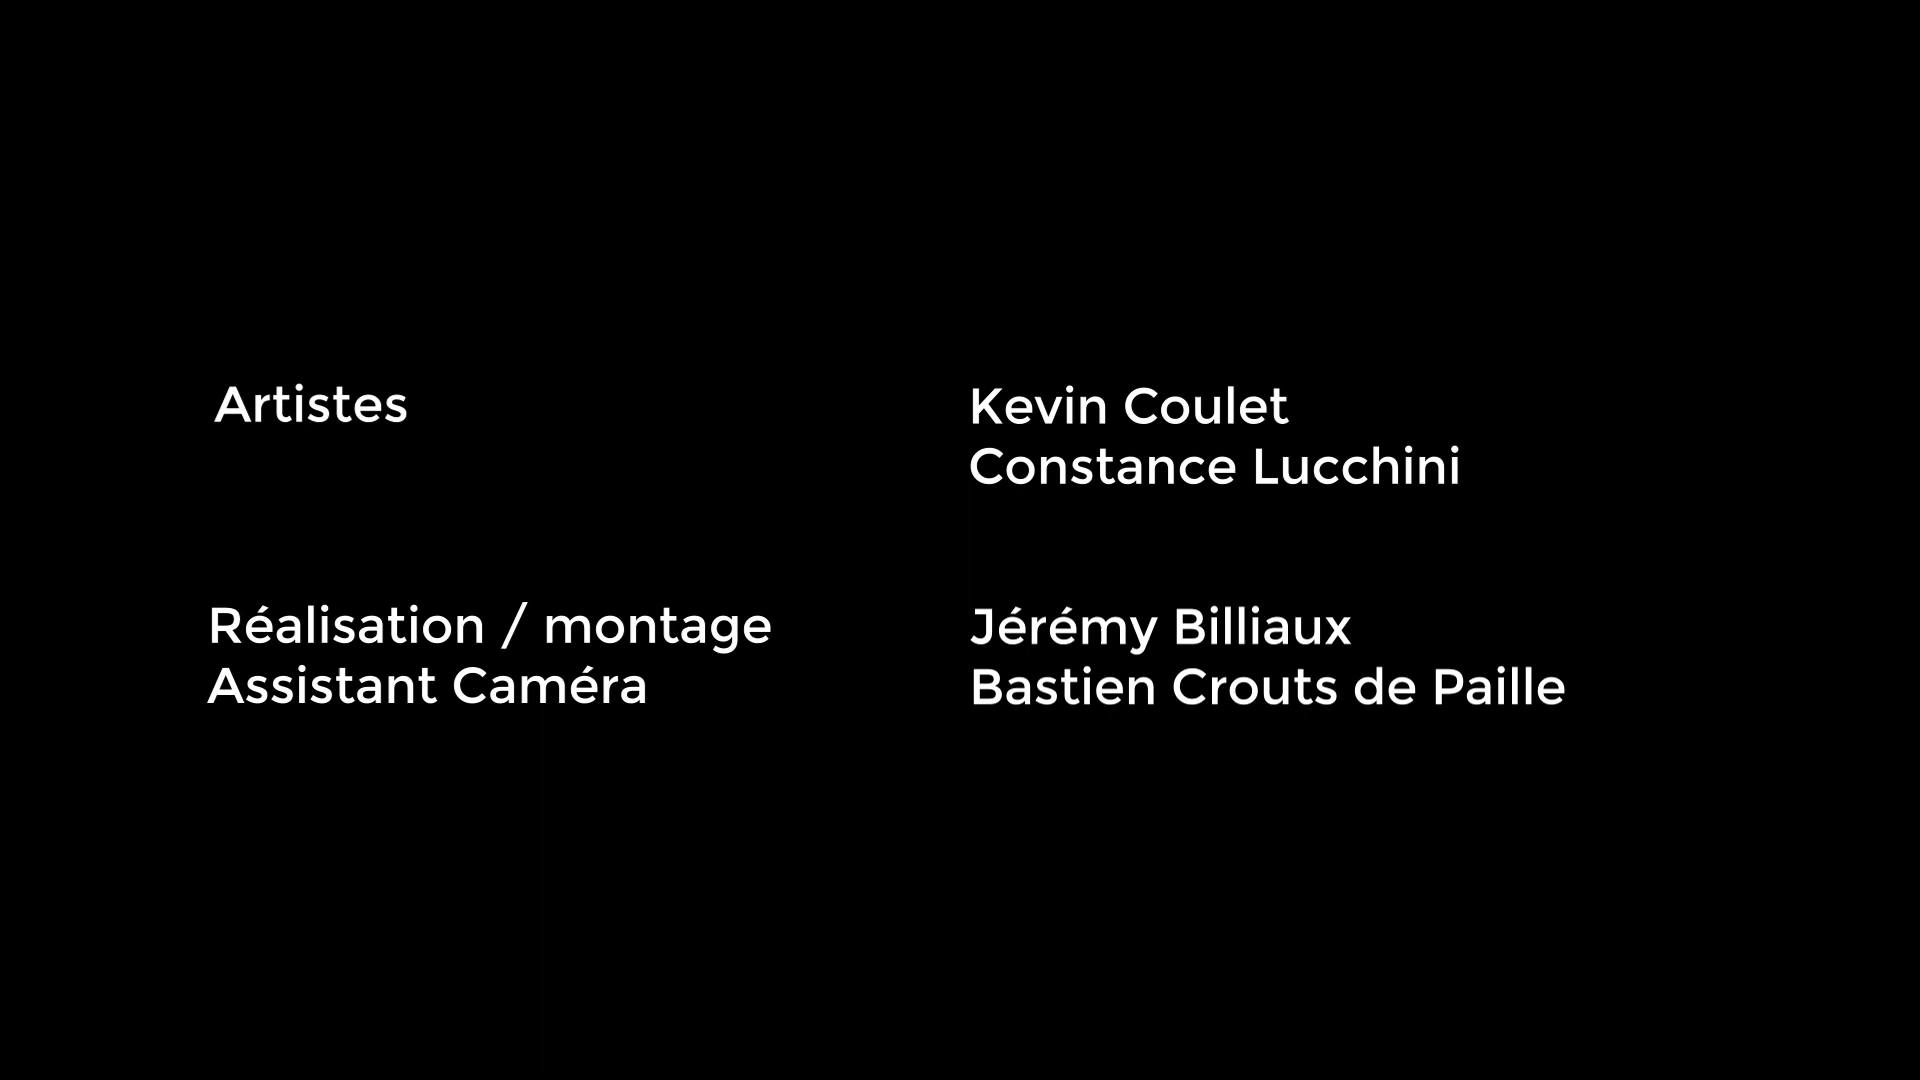 Artistes
Kevin Coulet
Constance Lucchini
Réalisation / montage
Jérémy Billiaux
Assistant Caméra
Bastien Crouts de Paille